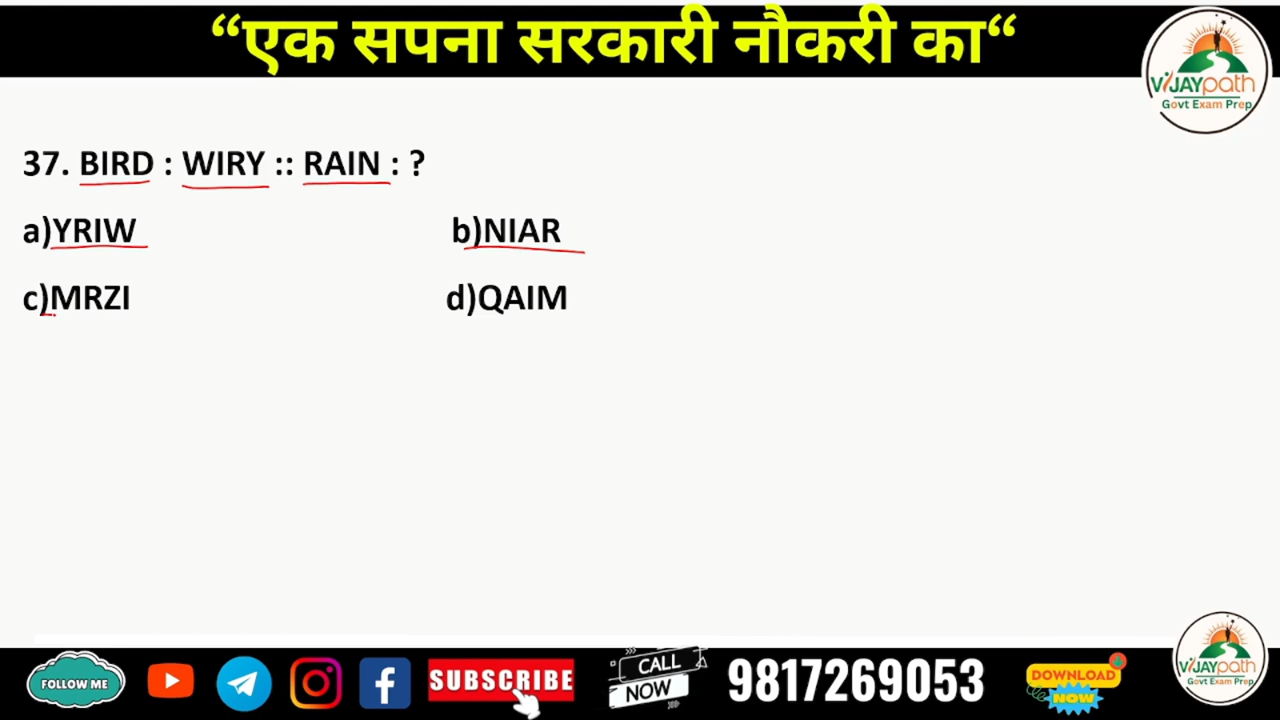 “एक सपना सरकारी नौकरी का“
VIJAYpath
Govt Exam Prep
37. BIRD : WIRY :: RAIN : ?
a)YRIW b)NIAR
c)MRZI d)QAIM
FOLLOW ME
SUBSCRIBE
CALL
NOW
9817269053
DOWNLOAD
NOW
VIJAYpath
Govt Exam Prep